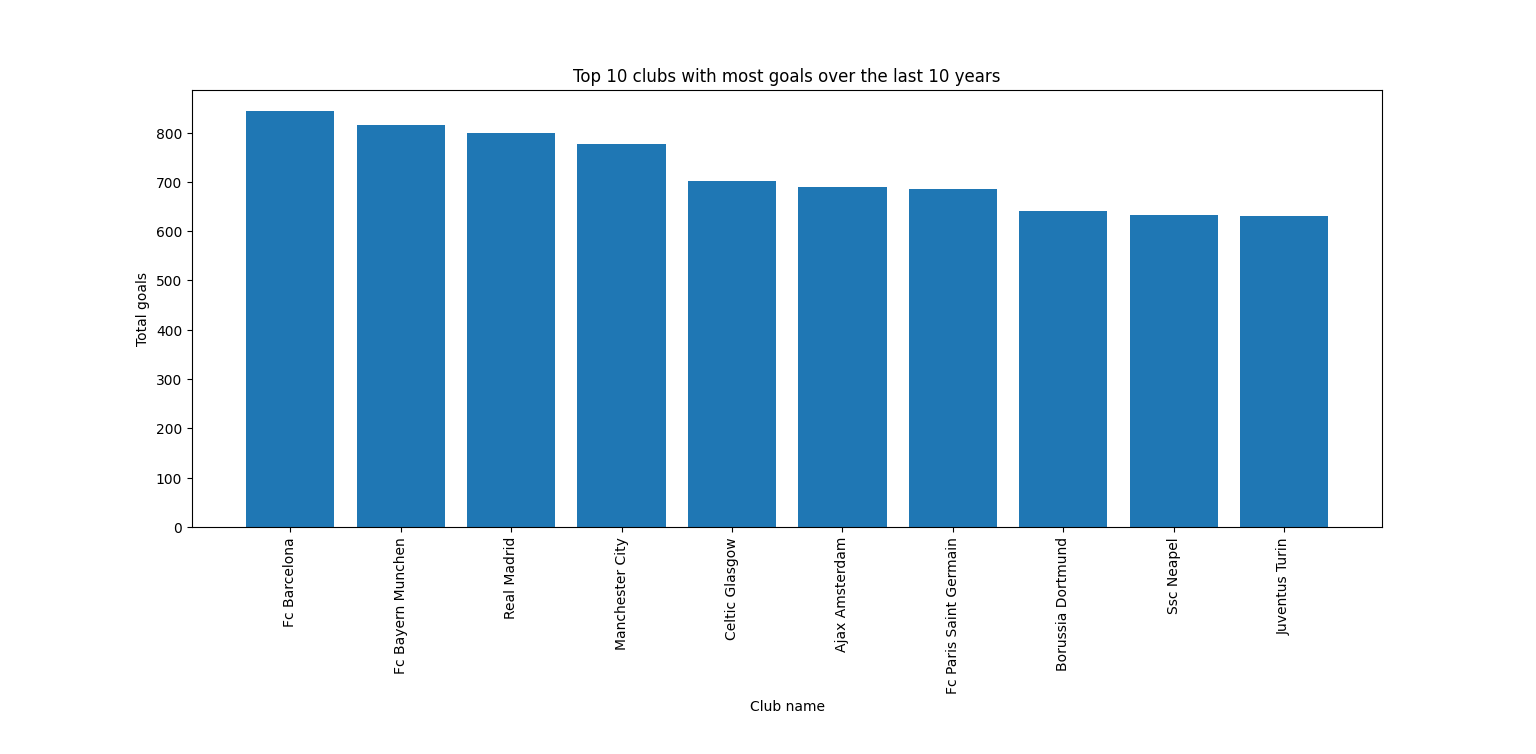 Top 10 clubs with most goals over the last 10 years
Total goals
800
700
600
500
400
300
200
100
0
Fc Barcelona
Fc Bayern Munchen
Real Madrid
Manchester City
Celtic Glasgow
Ajax Amsterdam
Fc Paris Saint Germain
Borussia Dortmund
Ssc Neapel
Juventus Turin
Club name